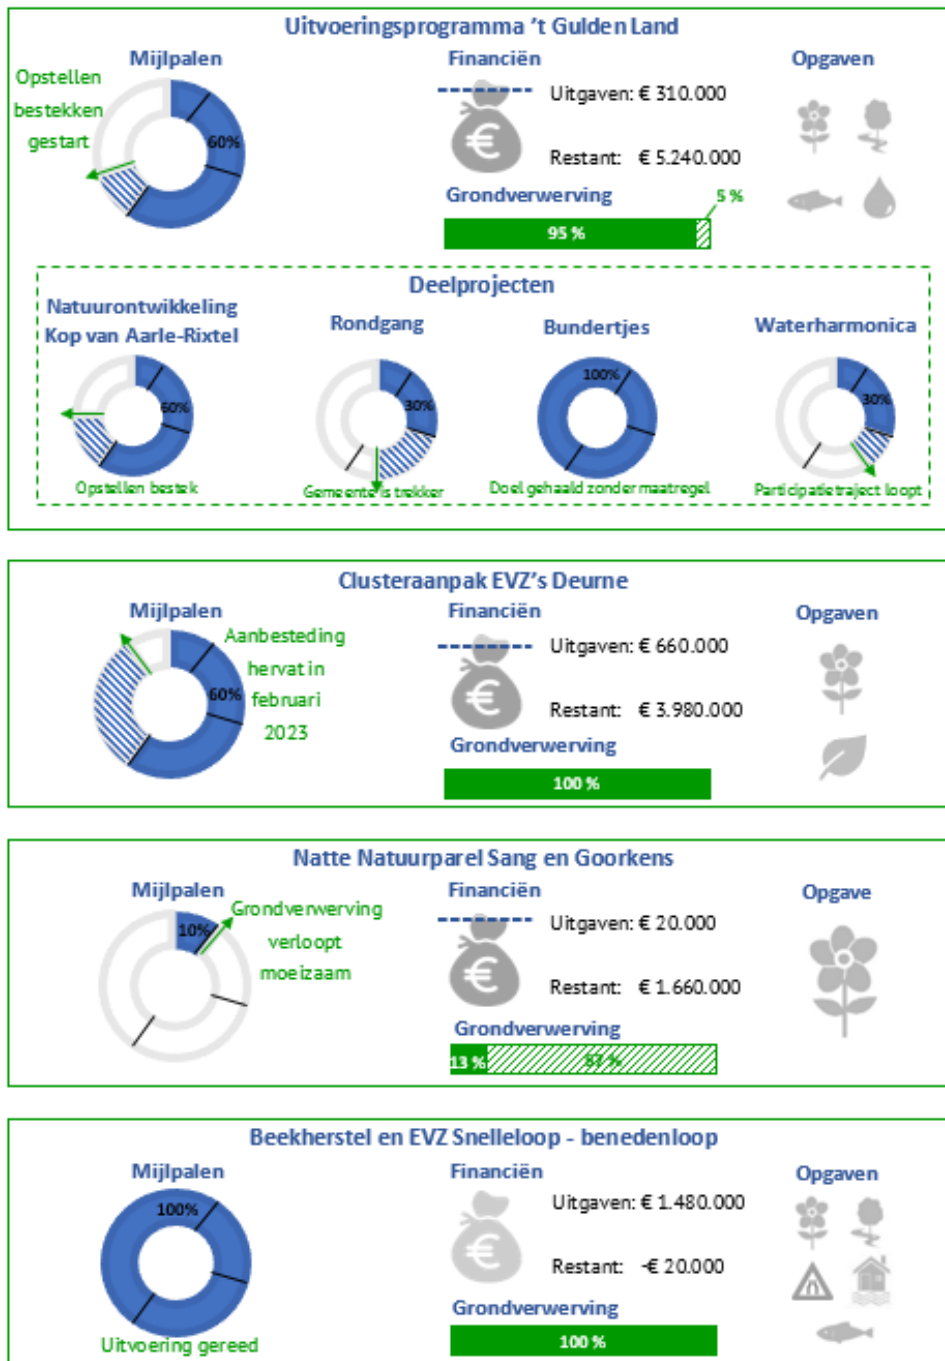 Uitvoeringsprogramma 't Gulden Land
Mijlpalen
Financiën
Opgaven
Opstellen
bestekken
gestart
60%
Uitgaven: € 310.000
Restant: € 5.240.000
Grondverwerving
5 %
95 %
Deelprojecten
Natuurontwikkeling
Kop van Aarle-Rixtel
Rondgang
Bundertjes
Waterharmonica
60%
30%
100%
30%
Opstellen bestek
Gemeente is trekker
Doel gehaald zonder maatregel
Participatietraject loopt
Clusteraanpak EVZ's Deurne
Mijlpalen
Financiën
Opgaven
Aanbesteding
hervat in
februari
2023
60%
Uitgaven: € 660.000
Restant: € 3.980.000
Grondverwerving
100 %
Natte Natuurparel Sang en Goorkens
Mijlpalen
Financiën
Opgave
10%
Grondverwerving
verloopt
moeizaam
Uitgaven: € 20.000
Restant: € 1.660.000
Grondverwerving
13 %
87 %
Beekherstel en EVZ Snelleloop - benedenloop
Mijlpalen
Financiën
Opgaven
100%
Uitgaven: € 1.480.000
Restant: -€ 20.000
Grondverwerving
100 %
Uitvoering gereed